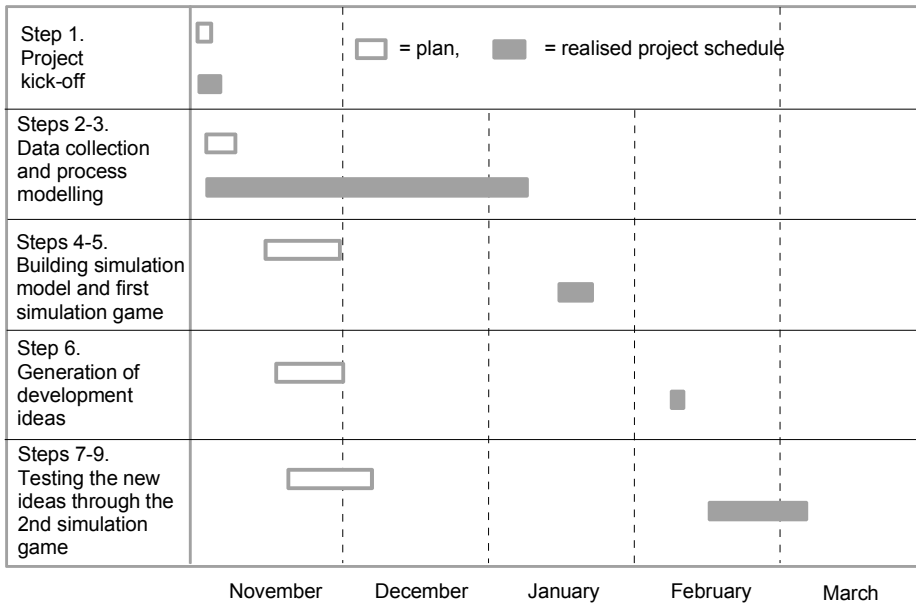 Step 1.
Project
kick-off
= plan,
= realised project schedule
Steps 2-3.
Data collection
and process
modelling
Steps 4-5.
Building simulation
model and first
simulation game
Step 6.
Generation of
development
ideas
Steps 7-9.
Testing the new
ideas through the
2nd simulation
game
November December January February March